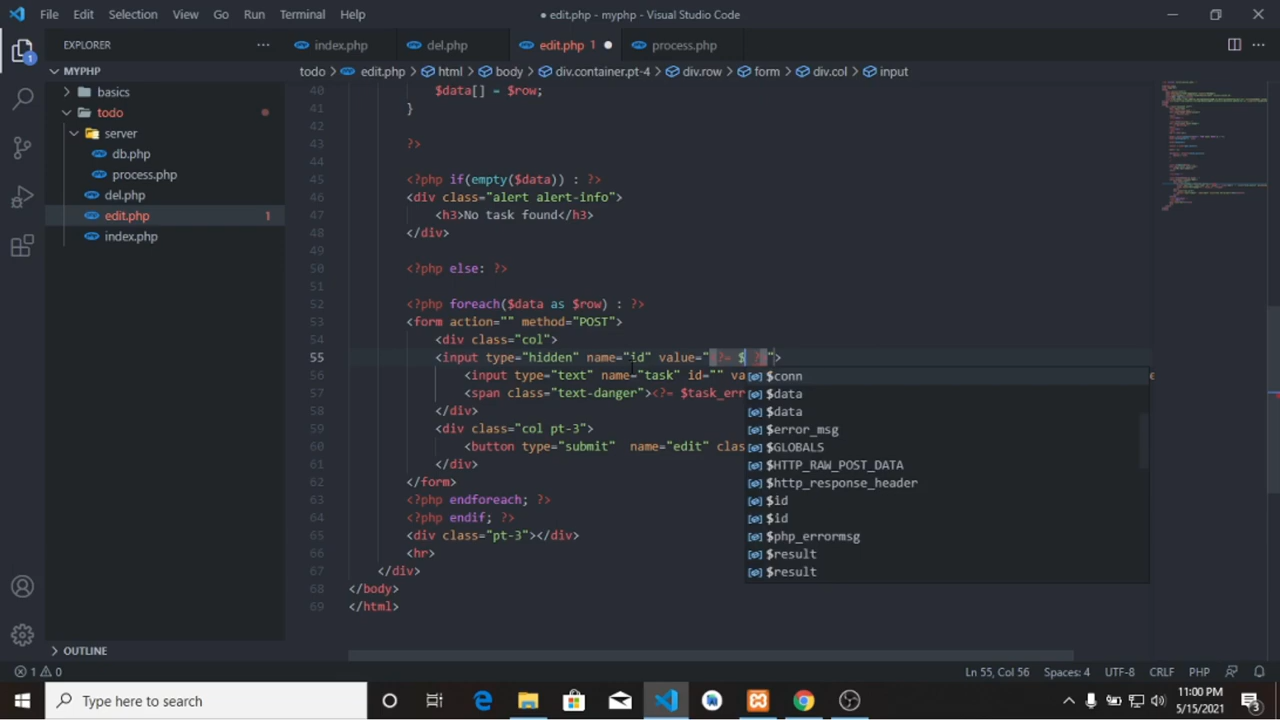 File Edit Selection View Go Run Terminal Help
● edit.php - myphp - Visual Studio Code
EXPLORER ···
index.php del.php edit.php 1 ● process.php
MYPHP
todo > edit.php > html > body > div.container.pt-4 > div.row > form > div.col > input
basics
todo
server
db.php
process.php
del.php
edit.php 1
index.php
40 $data[] = $row;
41 }
42
43 ?>
44
45 <?php if(empty($data)) : ?>
46 <div class="alert alert-info">
47 <h3>No task found</h3>
48 </div>
49
50 <?php else: ?>
51
52 <?php foreach($data as $row) : ?>
53 <form action="" method="POST">
54 <div class="col">
55 <input type="hidden" name="id" value=" ?= $ ? ">
56 <input type="text" name="task" id="" va
57 <span class="text-danger"><?= $task_err
58 </div>
59 <div class="col pt-3">
60 <button type="submit" name="edit" clas
61 </div>
62 </form>
63 <?php endforeach; ?>
64 <?php endif; ?>
65 <div class="pt-3"></div>
66 <hr>
67 </div>
68 </body>
69 </html>
$conn
$data
$data
$error_msg
$GLOBALS
$HTTP_RAW_POST_DATA
$http_response_header
$id
$id
$php_errormsg
$result
$result
OUTLINE
1 0
Ln 55, Col 56 Spaces: 4 UTF-8 CRLF PHP
Type here to search
11:00 PM
5/15/2021
3